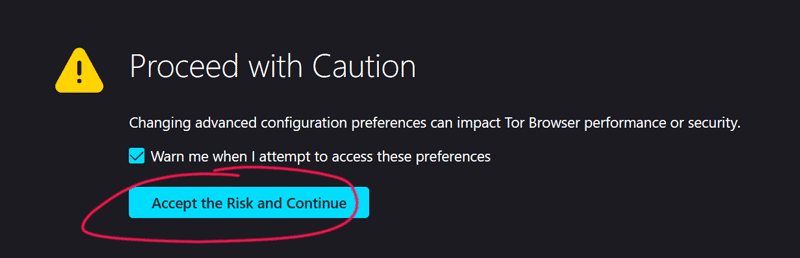 Proceed with Caution
Changing advanced configuration preferences can impact Tor Browser performance or security.
Warn me when I attempt to access these preferences
Accept the Risk and Continue